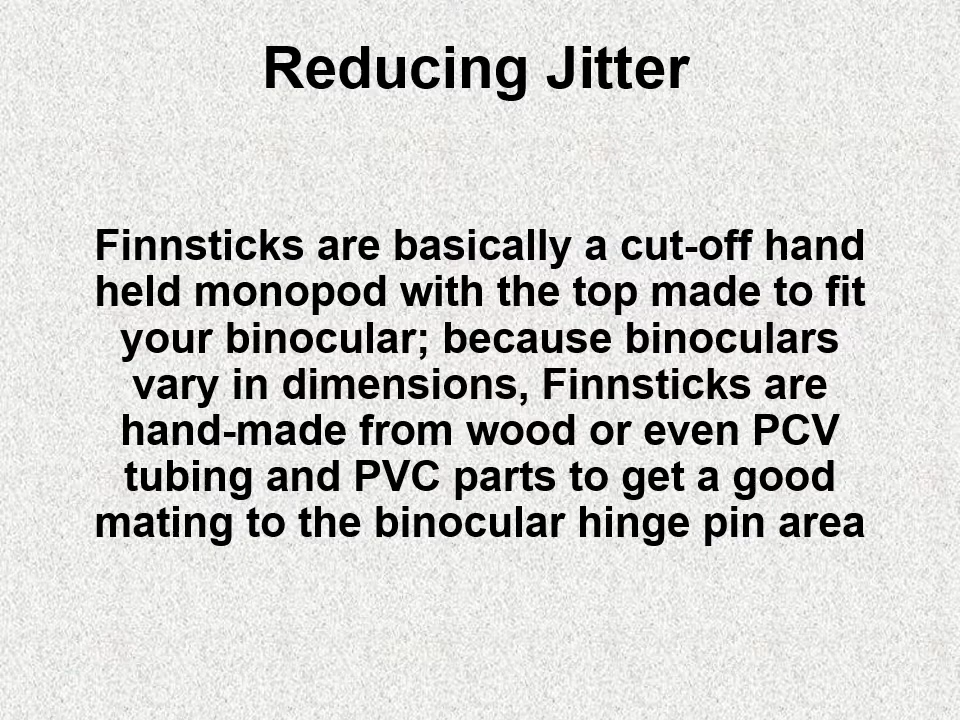 Reducing Jitter
Finnsticks are basically a cut-off hand
held monopod with the top made to fit
your binocular; because binoculars
vary in dimensions, Finnsticks are
hand-made from wood or even PCV
tubing and PVC parts to get a good
mating to the binocular hinge pin area